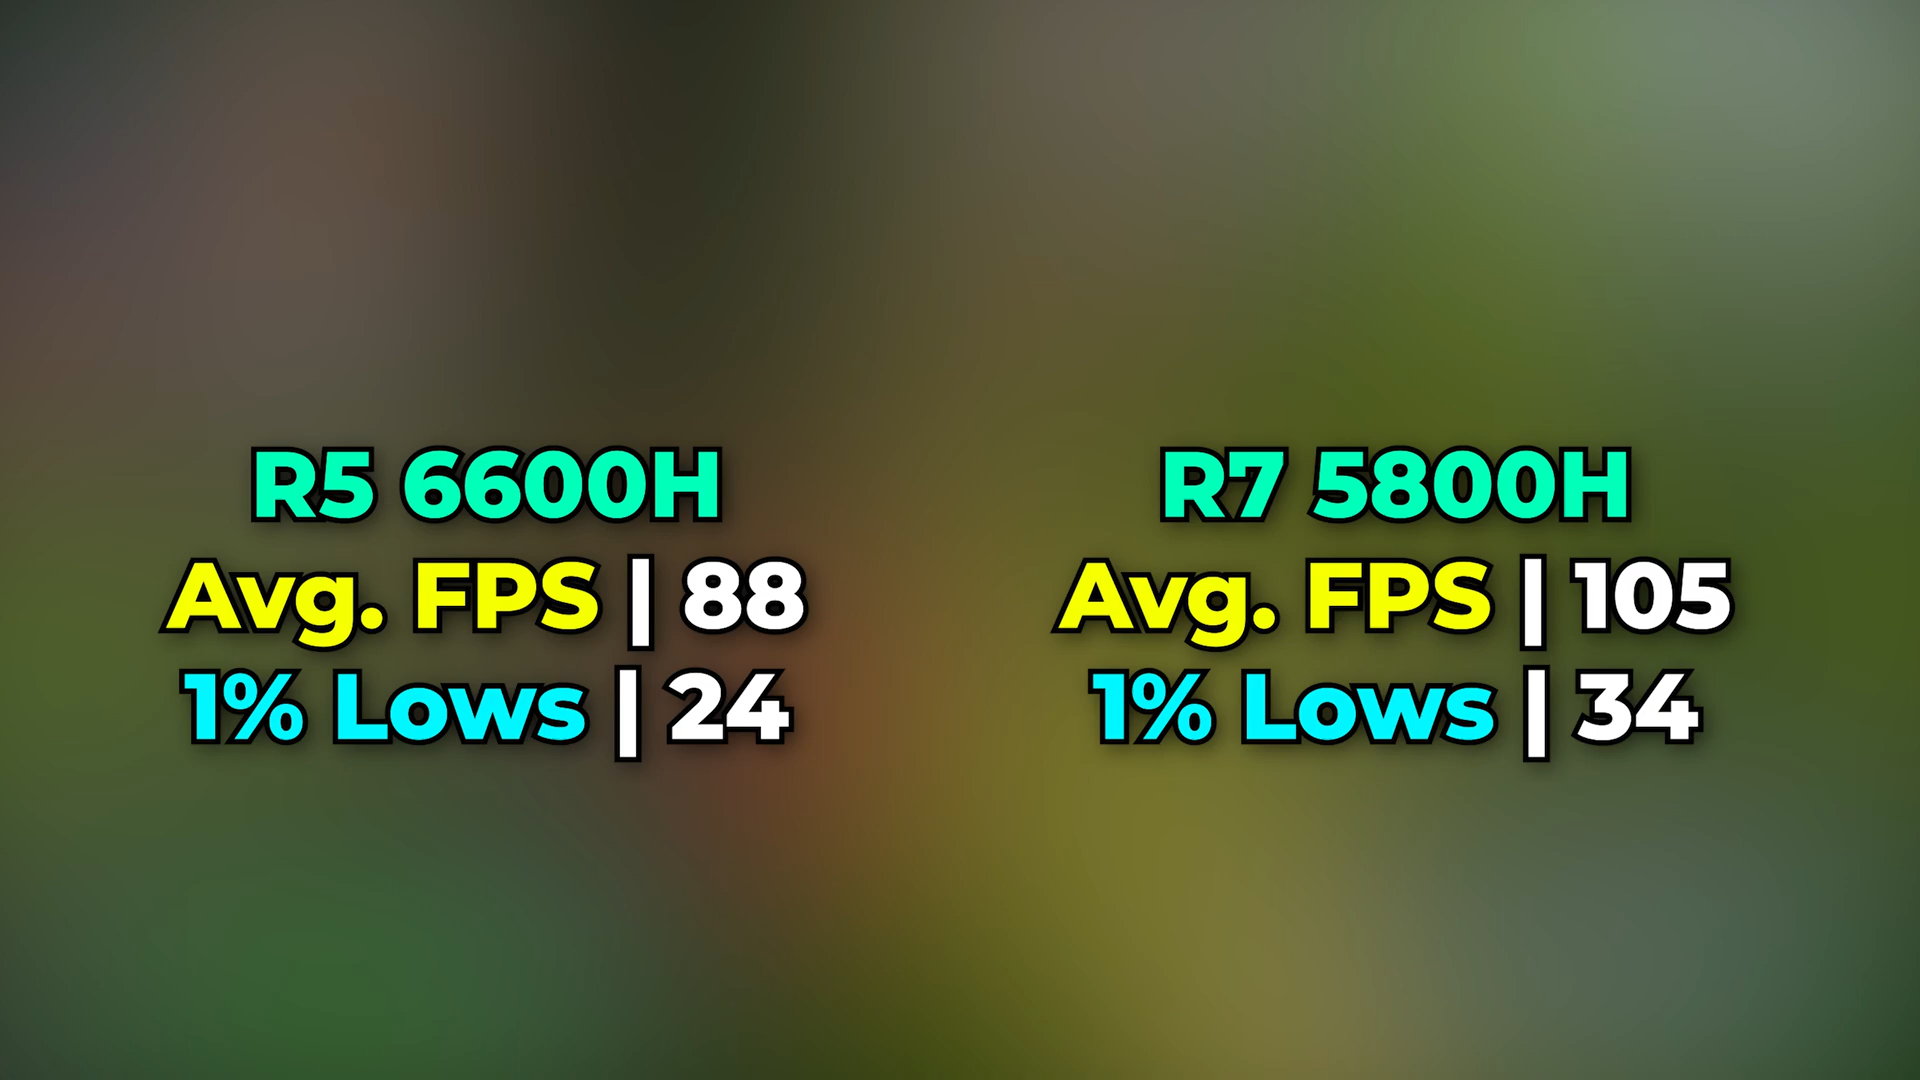 R5 6600H
Avg. FPS | 88
1% Lows | 24
R7 5800H
Avg. FPS | 105
1% Lows | 34